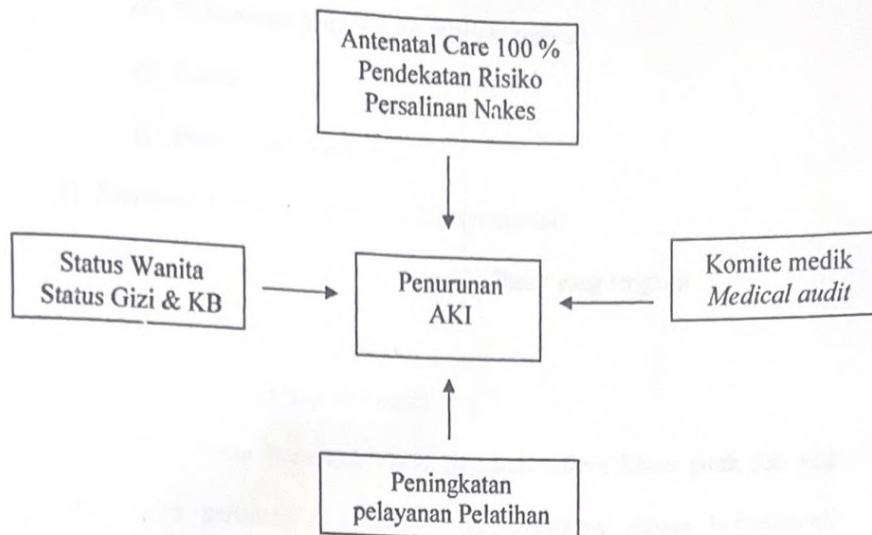 Antenatal Care 100 %
Pendekatan Risiko
Persalinan Nakes
Status Wanita
Status Gizi & KB
Penurunan
AKI
Komite medik
Medical audit
Peningkatan
pelayanan Pelatihan